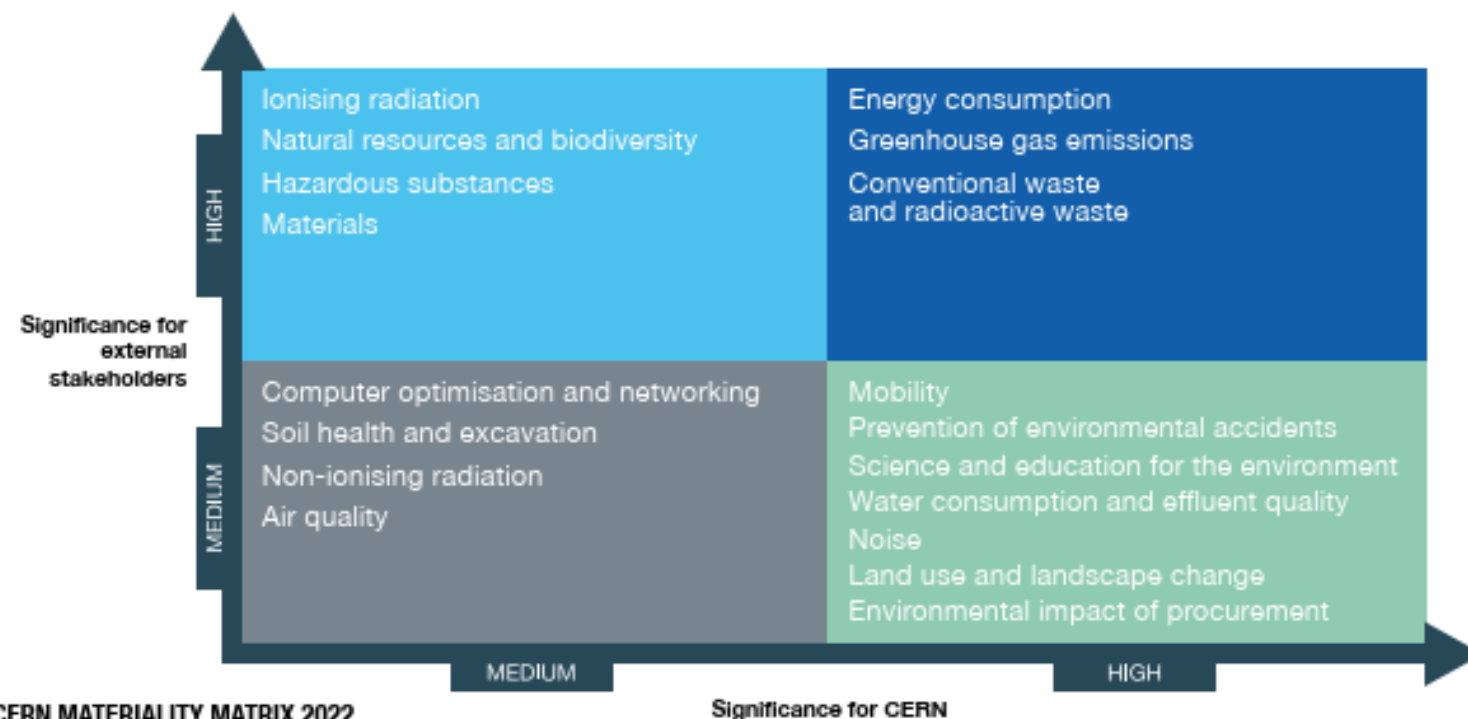 HIGH
Ionising radiation
Natural resources and biodiversity
Hazardous substances
Materials
Energy consumption
Greenhouse gas emissions
Conventional waste
and radioactive waste
Significance for
external
stakeholders
MEDIUM
Computer optimisation and networking
Soil health and excavation
Non-ionising radiation
Air quality
Mobility
Prevention of environmental accidents
Science and education for the environment
Water consumption and effluent quality
Noise
Land use and landscape change
Environmental impact of procurement
MEDIUM
HIGH
Significance for CERN
CERN MATERIALITY MATRIX 2022